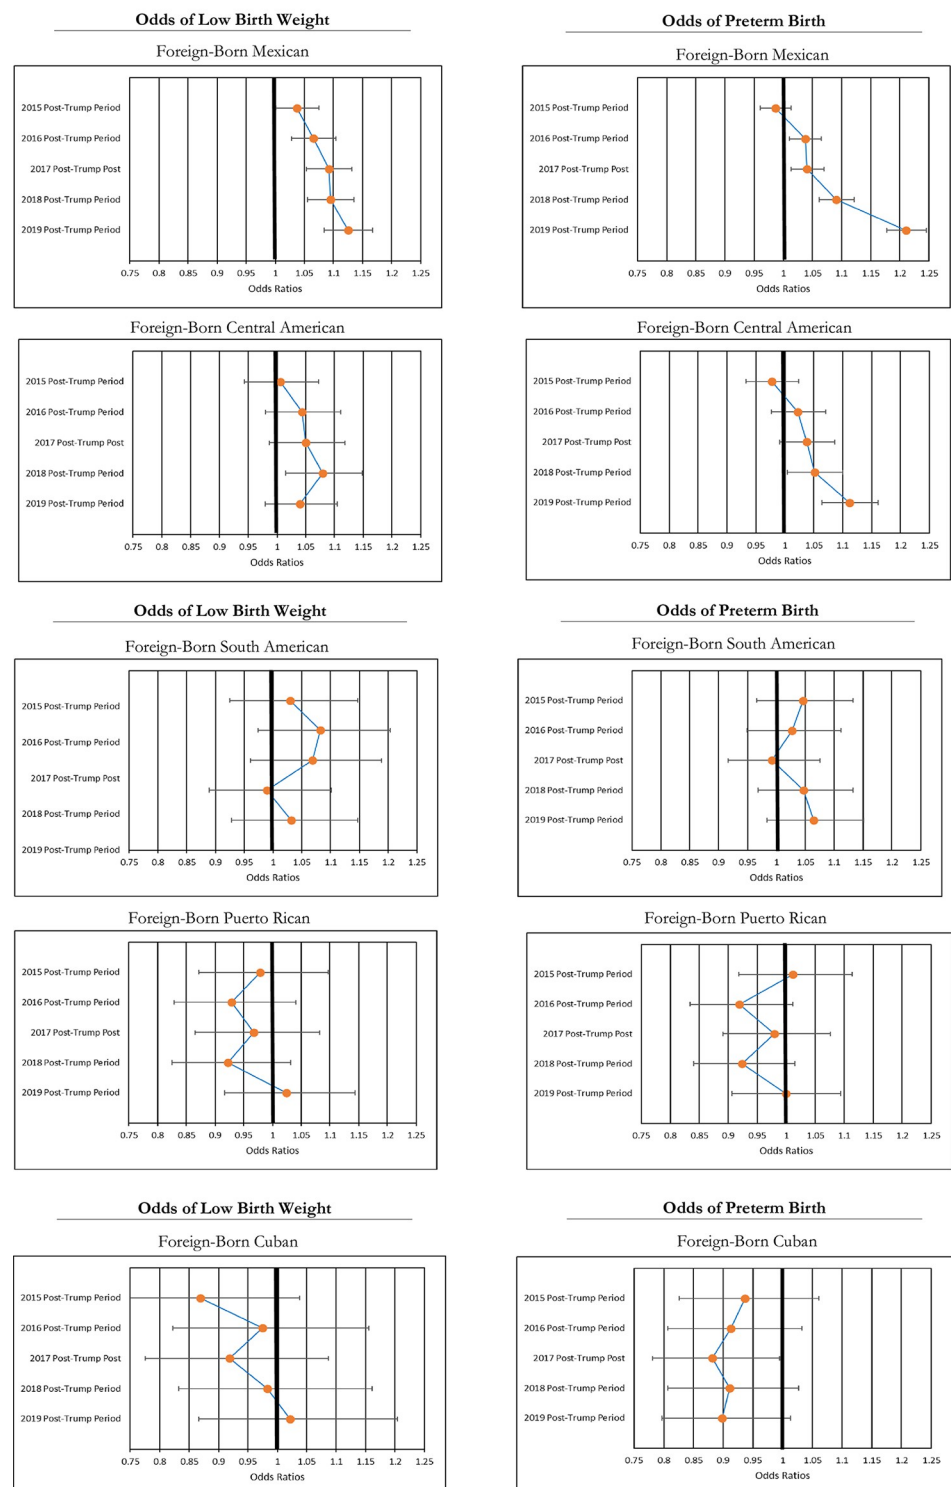 Odds of Low Birth Weight
Odds of Preterm Birth
Foreign-Born Mexican
2015 Post-Trump Period
2016 Post-Trump Period
2017 Post-Trump Post
2018 Post-Trump Period
2019 Post-Trump Period
0.75 0.8 0.85 0.9 0.95 1 1.05 1.1 1.15 1.2 1.25
Odds Ratios
Foreign-Born Mexican
2015 Post-Trump Period
2016 Post-Trump Period
2017 Post-Trump Post
2018 Post-Trump Period
2019 Post-Trump Period
0.75 0.8 0.85 0.9 0.95 1 1.05 1.1 1.15 1.2 1.25
Odds Ratios
Foreign-Born Central American
2015 Post-Trump Period
2016 Post-Trump Period
2017 Post-Trump Post
2018 Post-Trump Period
2019 Post-Trump Period
0.75 0.8 0.85 0.9 0.95 1 1.05 1.1 1.15 1.2 1.25
Odds Ratios
Foreign-Born Central American
2015 Post-Trump Period
2016 Post-Trump Period
2017 Post-Trump Post
2018 Post-Trump Period
2019 Post-Trump Period
0.75 0.8 0.85 0.9 0.95 1 1.05 1.1 1.15 1.2 1.25
Odds Ratios
Odds of Low Birth Weight
Odds of Preterm Birth
Foreign-Born South American
2015 Post-Trump Period
2016 Post-Trump Period
2017 Post-Trump Post
2018 Post-Trump Period
2019 Post-Trump Period
0.75 0.8 0.85 0.9 0.95 1 1.05 1.1 1.15 1.2 1.25
Odds Ratios
Foreign-Born South American
2015 Post-Trump Period
2016 Post-Trump Period
2017 Post-Trump Post
2018 Post-Trump Period
2019 Post-Trump Period
0.75 0.8 0.85 0.9 0.95 1 1.05 1.1 1.15 1.2 1.25
Odds Ratios
Foreign-Born Puerto Rican
2015 Post-Trump Period
2016 Post-Trump Period
2017 Post-Trump Post
2018 Post-Trump Period
2019 Post-Trump Period
0.75 0.8 0.85 0.9 0.95 1 1.05 1.1 1.15 1.2 1.25
Odds Ratios
Foreign-Born Puerto Rican
2015 Post-Trump Period
2016 Post-Trump Period
2017 Post-Trump Post
2018 Post-Trump Period
2019 Post-Trump Period
0.75 0.8 0.85 0.9 0.95 1 1.05 1.1 1.15 1.2 1.25
Odds Ratios
Odds of Low Birth Weight
Odds of Preterm Birth
Foreign-Born Cuban
2015 Post-Trump Period
2016 Post-Trump Period
2017 Post-Trump Post
2018 Post-Trump Period
2019 Post-Trump Period
0.75 0.8 0.85 0.9 0.95 1 1.05 1.1 1.15 1.2 1.25
Odds Ratios
Foreign-Born Cuban
2015 Post-Trump Period
2016 Post-Trump Period
2017 Post-Trump Post
2018 Post-Trump Period
2019 Post-Trump Period
0.75 0.8 0.85 0.9 0.95 1 1.05 1.1 1.15 1.2 1.25
Odds Ratios